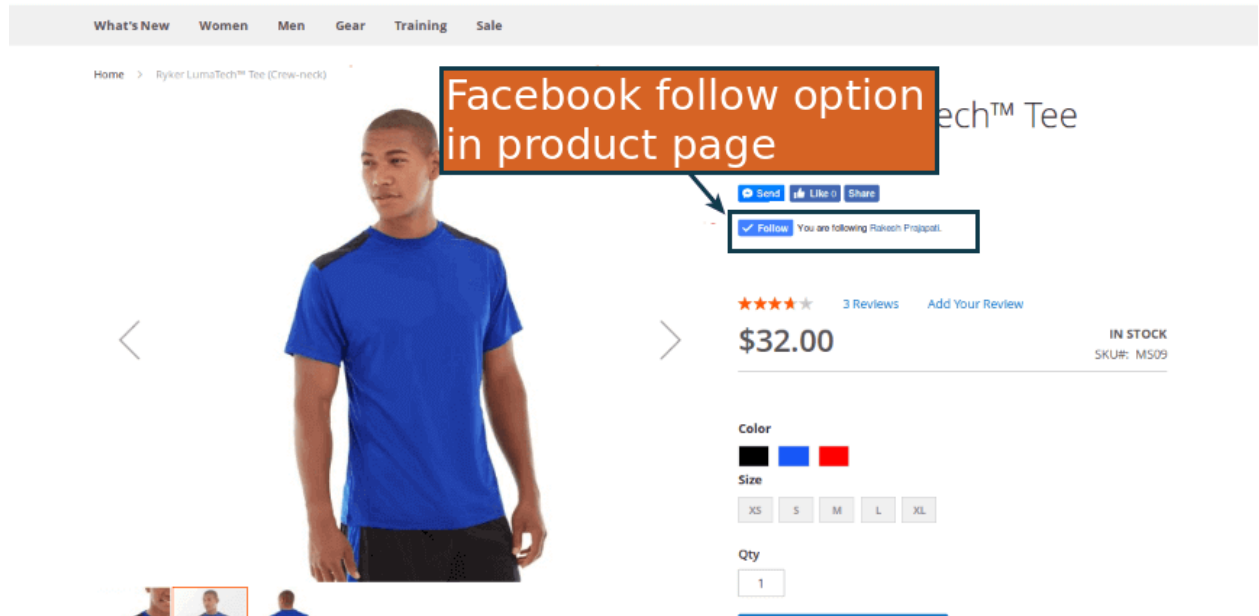 What's New Women Men Gear Training Sale
Home > Ryker LumaTech™ Tee (Crew-neck)
Facebook follow option
in product page
ech™ Tee
Send Like 0 Share
Follow You are following Rakesh Prajapati.
3 Reviews Add Your Review
$32.00
IN STOCK
SKU#: MS09
Color
Size
XS S M L XL
Qty
1